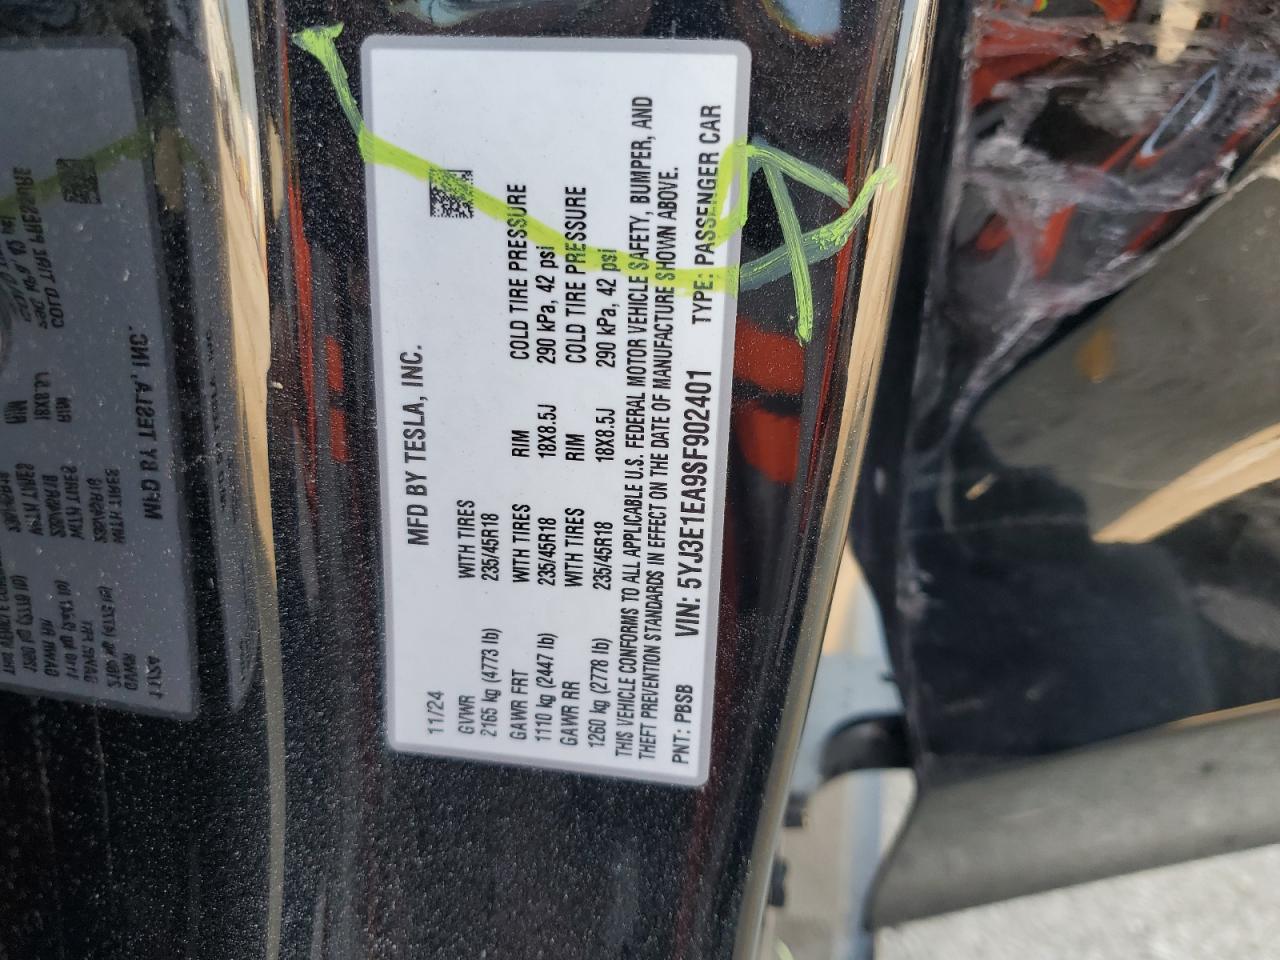 MFD BY TESLA, INC.
11/24
GVWR WITH TIRES
2165 kg (4773 lb) 235/45R18
GAWR FRT WITH TIRES RIM COLD TIRE PRESSURE
1110 kg (2447 lb) 235/45R18 18X8.5J 290 kPa, 42 psi
GAWR RR WITH TIRES RIM COLD TIRE PRESSURE
1260 kg (2778 lb) 235/45R18 18X8.5J 290 kPa, 42 psi
THIS VEHICLE CONFORMS TO ALL APPLICABLE U.S. FEDERAL MOTOR VEHICLE SAFETY, BUMPER, AND
THEFT PREVENTION STANDARDS IN EFFECT ON THE DATE OF MANUFACTURE SHOWN ABOVE.
PNT: PBSB VIN: 5YJ3E1EA9SF902401 TYPE: PASSENGER CAR